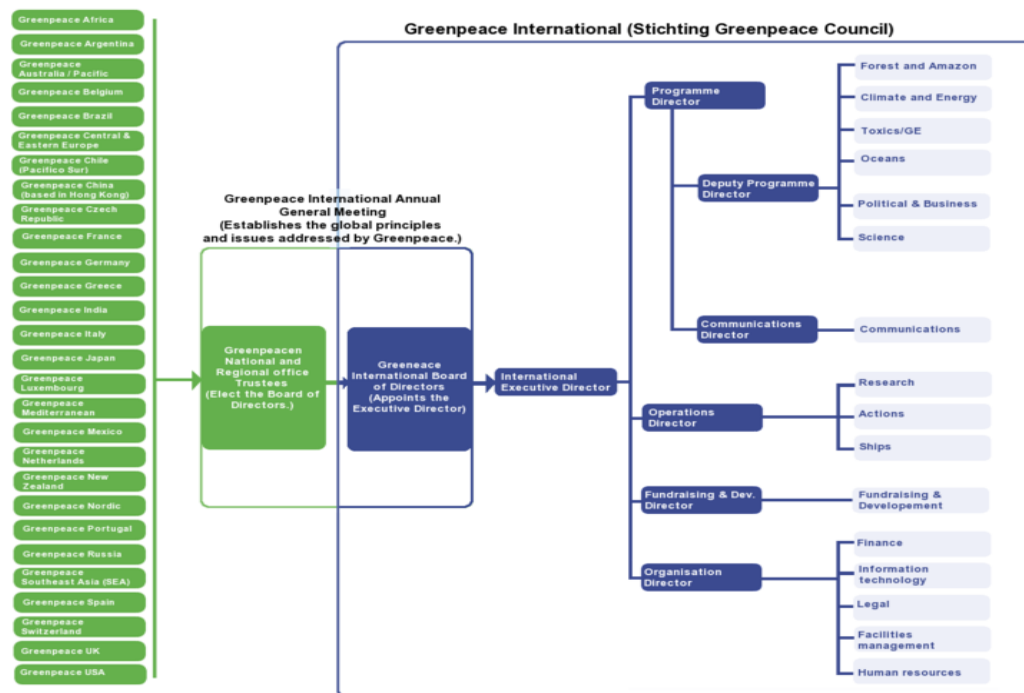 Greenpeace Africa
Greenpeace Argentina
Greenpeace
Australia / Pacific
Greenpeace Belgium
Greenpeace Brazil
Greenpeace Central &
Eastern Europe
Greenpeace Chile
(Pacifico Sur)
Greenpeace China
(based in Hong Kong)
Greenpeace Czech
Republic
Greenpeace France
Greenpeace Germany
Greenpeace Greece
Greenpeace India
Greenpeace Italy
Greenpeace Japan
Greenpeace
Luxembourg
Greenpeace
Mediterranean
Greenpeace Mexico
Greenpeace
Netherlands
Greenpeace New
Zealand
Greenpeace Nordic
Greenpeace Portugal
Greenpeace Russia
Greenpeace
Southeast Asia (SEA)
Greenpeace Spain
Greenpeace
Switzerland
Greenpeace UK
Greenpeace USA
Greenpeace International Annual
General Meeting
(Establishes the global principles
and issues addressed by Greenpeace.)
Greenpeacen
National and
Regional office
Trustees
(Elect the Board of
Directors.)
Greenpeace International (Stichting Greenpeace Council)
Greeneace
International Board
of Directors
(Appoints the
Executive Director)
International
Executive Director
Programme
Director
Deputy Programme
Director
Forest and Amazon
Climate and Energy
Toxics/GE
Oceans
Political & Business
Science
Communications
Director
Communications
Operations
Director
Research
Actions
Ships
Fundraising & Dev.
Director
Fundraising &
Developement
Organisation
Director
Finance
Information
technology
Legal
Facilities
management
Human resources